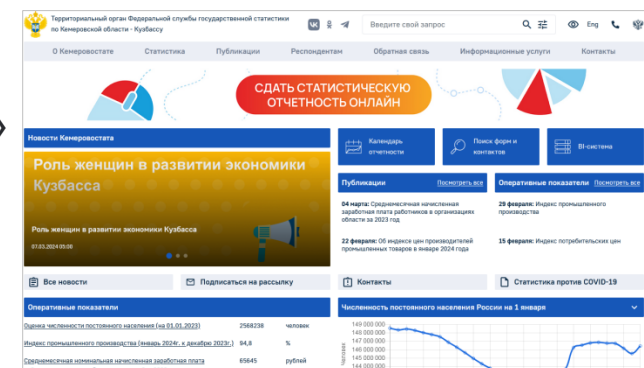 Территориальный орган Федеральной службы государственной статистики
по Кемеровской области - Кузбассу
Введите свой запрос
Eng
О Кемеровостате
Статистика
Публикации
Респондентам
Обратная связь
Информационные услуги
Контакты
СДАТЬ СТАТИСТИЧЕСКУЮ
ОТЧЕТНОСТЬ ОНЛАЙН
Новости Кемеровостата
Роль женщин в развитии экономики
Кузбасса
Роль женщин в развитии экономики Кузбасса
07.03.2024 05:00
Календарь
отчетности
Поиск форм и
контактов
BI-система
Публикации
Посмотреть все
04 марта: Среднемесячная начисленная
заработная плата работников в организациях
области за 2023 год
22 февраля: Об индексе цен производителей
промышленных товаров в январе 2024 года
Оперативные показатели
Посмотреть все
29 февраля: Индекс промышленного
производства
15 февраля: Индекс потребительских цен
Все новости
Подписаться на рассылку
Контакты
Статистика против COVID-19
Оперативные показатели
Оценка численности постоянного населения (на 01.01.2023) 2568238 человек
Индекс промышленного производства (январь 2024г. к декабрю 2023г.) 94,8 %
Среднемесячная номинальная начисленная заработная плата 65645 рублей
Численность постоянного населения России на 1 января
149 000 000
148 000 000
147 000 000
146 000 000
145 000 000
144 000 000
Человек